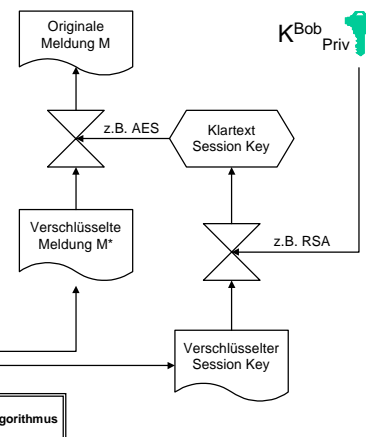 Originale
Meldung M
K Bob Priv
z.B. AES
Klartext
Session Key
Verschlüsselte
Meldung M*
z.B. RSA
Verschlüsselter
Session Key
gorithmus